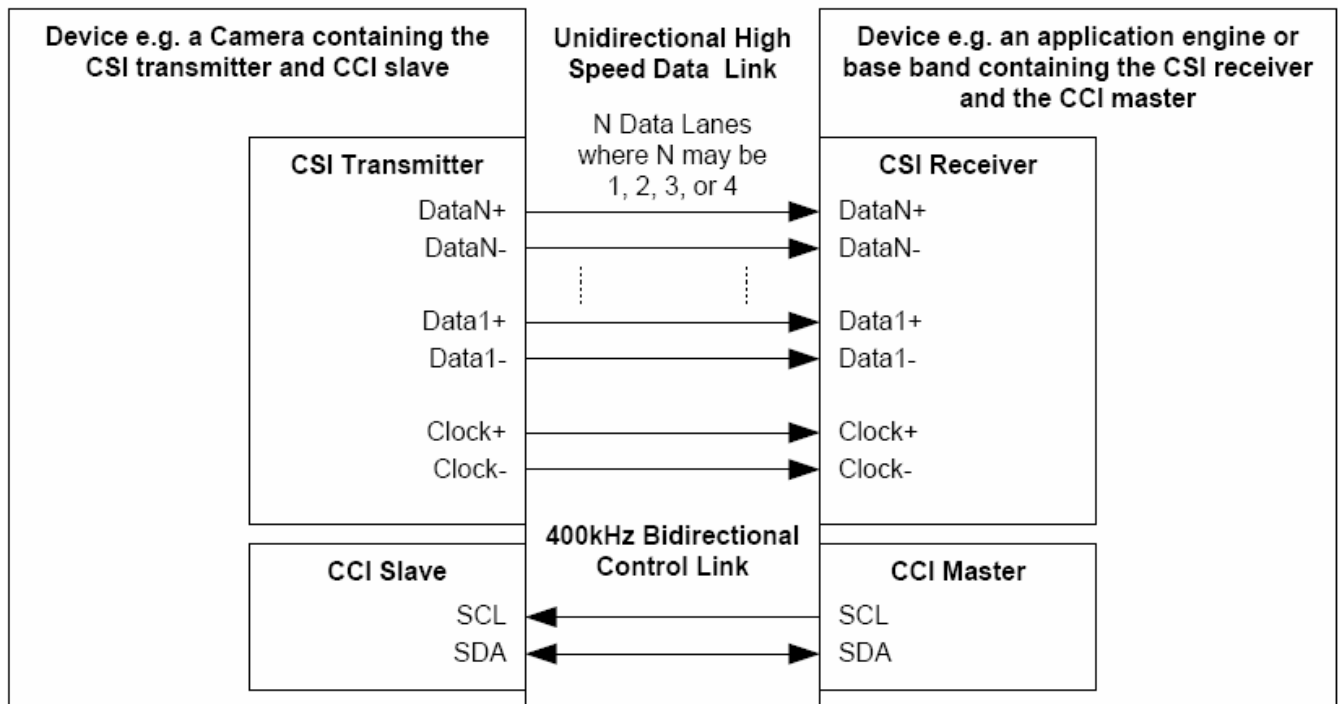 Device e.g. a Camera containing the
CSI transmitter and CCI slave
Unidirectional High
Speed Data Link
N Data Lanes
where N may be
1, 2, 3, or 4
Device e.g. an application engine or
base band containing the CSI receiver
and the CCI master
CSI Transmitter
DataN+
DataN-
Data1+
Data1-
Clock+
Clock-
CSI Receiver
DataN+
DataN-
Data1+
Data1-
Clock+
Clock-
400kHz Bidirectional
Control Link
CCI Slave
SCL
SDA
CCI Master
SCL
SDA